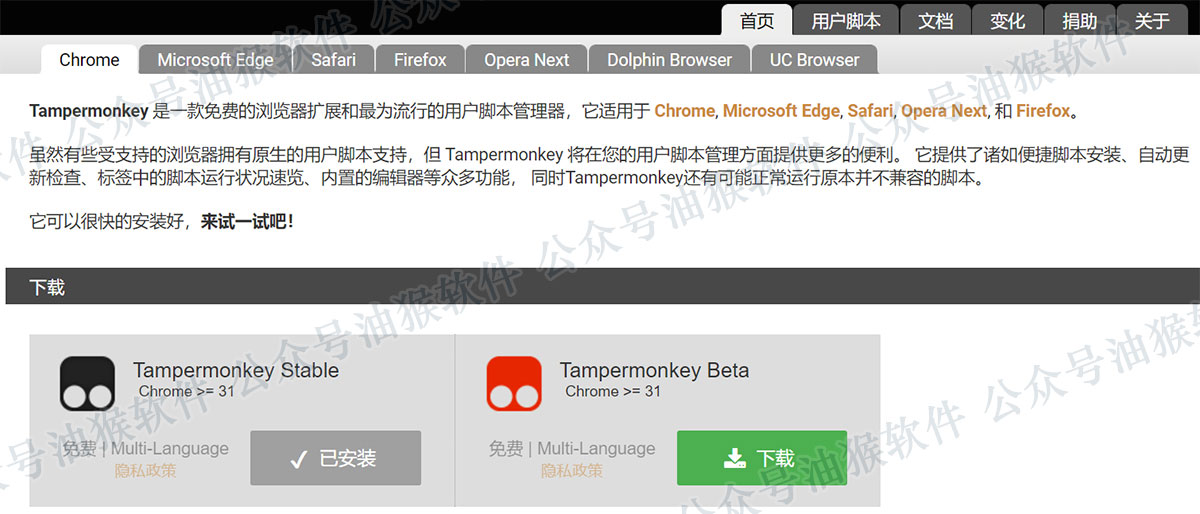 首页 用户脚本 文档 变化 捐助 关于
Chrome Microsoft Edge Safari Firefox Opera Next Dolphin Browser UC Browser
Tampermonkey 是一款免费的浏览器扩展和最为流行的用户脚本管理器，它适用于 Chrome, Microsoft Edge, Safari, Opera Next, 和 Firefox。
虽然有些受支持的浏览器拥有原生的用户脚本支持，但 Tampermonkey 将在您的用户脚本管理方面提供更多的便利。 它提供了诸如便捷脚本安装、自动更
新检查、标签中的脚本运行状况速览、内置的编辑器等众多功能， 同时Tampermonkey还有可能正常运行原本并不兼容的脚本。
它可以很快的安装好，来试一试吧！
下载
Tampermonkey Stable
Chrome >= 31
免费 | Multi-Language
隐私政策
已安装
Tampermonkey Beta
Chrome >= 31
免费 | Multi-Language
隐私政策
下载
公众号油猴软件